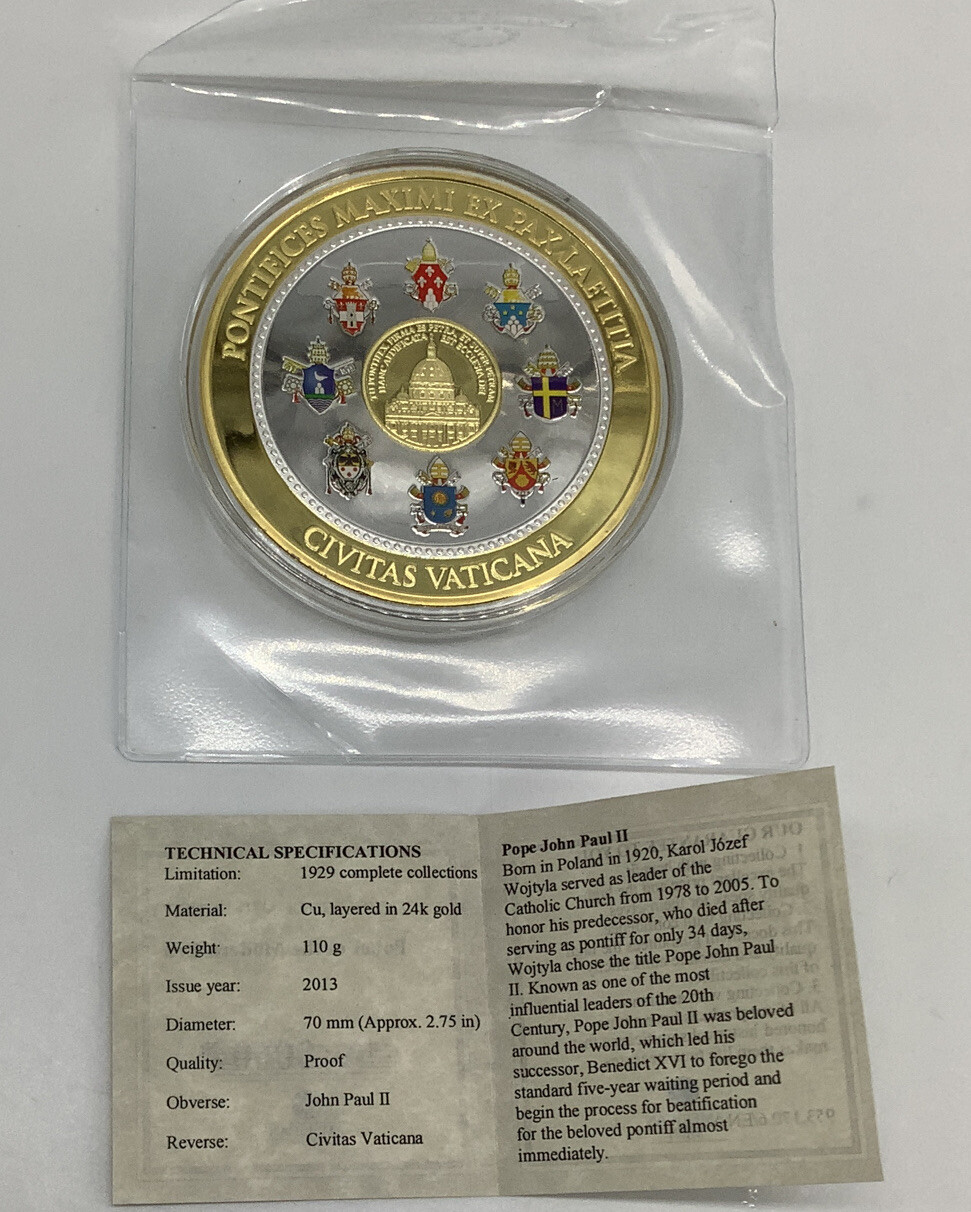 PONTIFICES MAXIMI EX PAX LAETITIA
CIVITAS VATICANA
TECHNICAL SPECIFICATIONS
Limitation: 1929 complete collections
Material: Cu, layered in 24k gold
Weight: 110 g
Issue year: 2013
Diameter: 70 mm (Approx. 2.75 in)
Quality: Proof
Obverse: John Paul II
Reverse: Civitas Vaticana
Pope John Paul II
Born in Poland in 1920, Karol Józef
Wojtyla served as leader of the
Catholic Church from 1978 to 2005. To
honor his predecessor, who died after
serving as pontiff for only 34 days,
Wojtyla chose the title Pope John Paul
II. Known as one of the most
influential leaders of the 20th
Century, Pope John Paul II was beloved
around the world, which led his
successor, Benedict XVI to forego the
standard five-year waiting period and
begin the process for beatification
for the beloved pontiff almost
immediately.